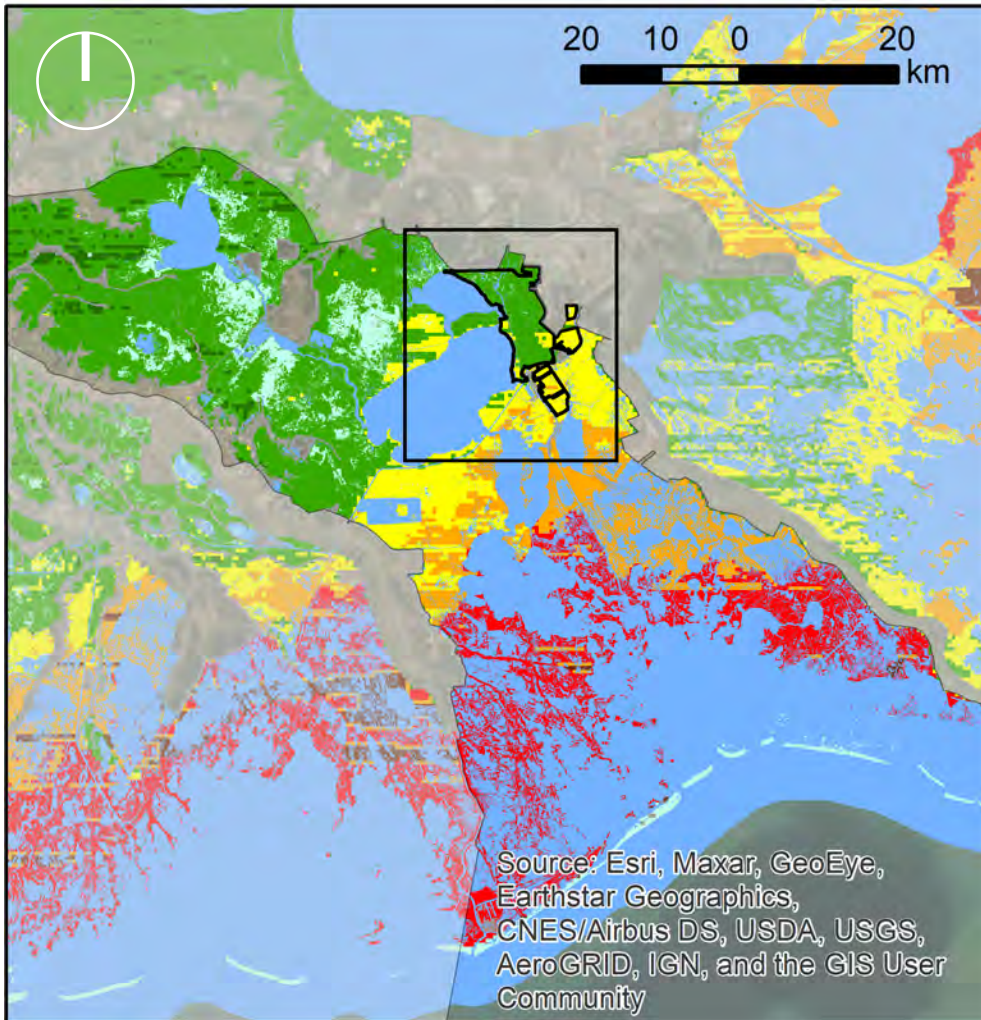 20 10 0 20
km
Source: Esri, Maxar, GeoEye,
Earthstar Geographics,
CNES/Airbus DS, USDA, USGS,
AeroGRID, IGN, and the GIS User
Community